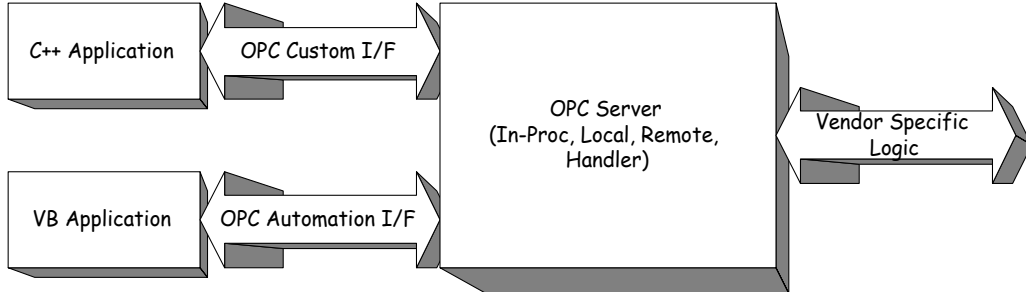 C++ Application
OPC Custom I/F
OPC Server
(In-Proc, Local, Remote,
Handler)
Vendor Specific
Logic
VB Application
OPC Automation I/F